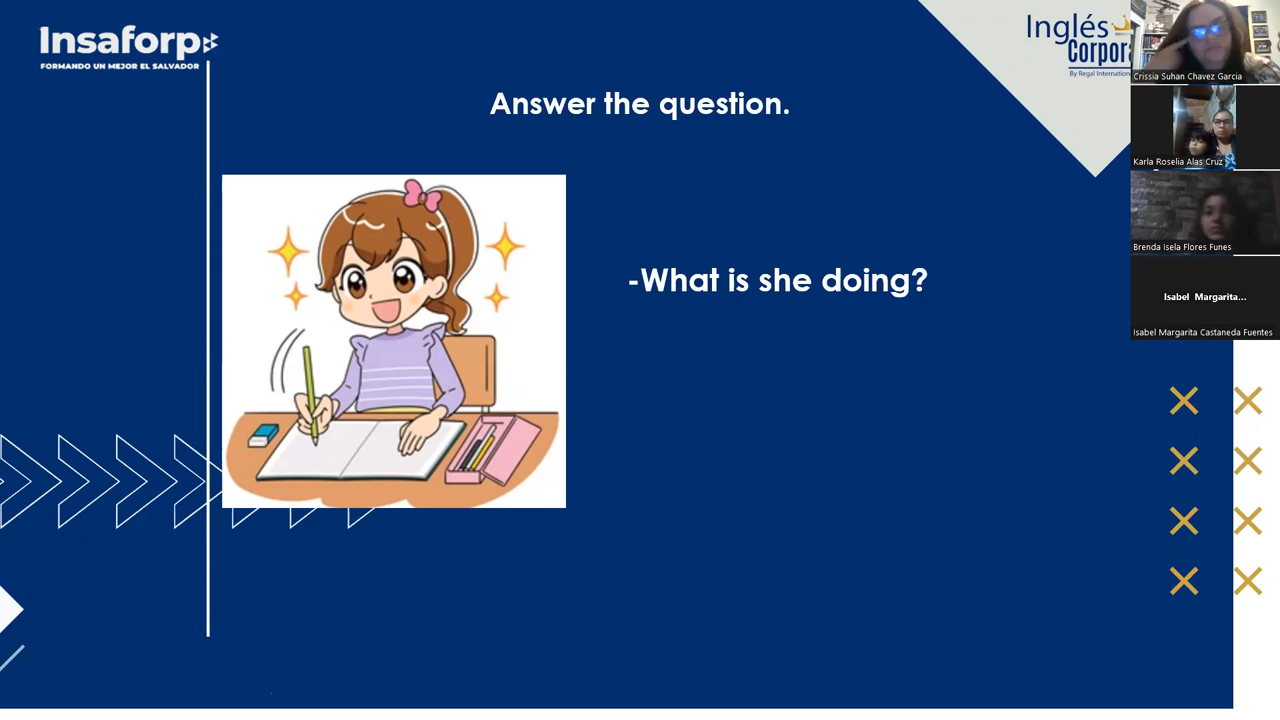 Insaforp
FORMANDO UN MEJOR EL SALVADOR
Inglés
Corpora
By Regal Internation
Answer the question.
-What is she doing?
Crissia Suhan Chavez Garcia
Karla Roselia Alas Cruz
Brenda Isela Flores Funes
Isabel Margarita...
Isabel Margarita Castaneda Fuentes